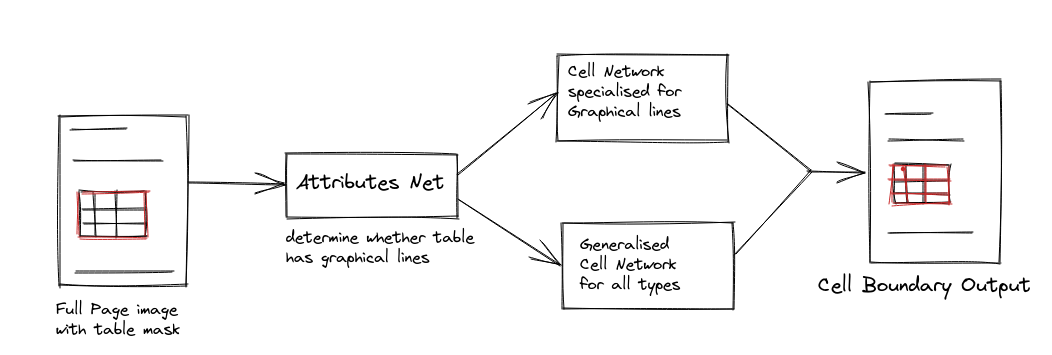 Full Page image
with table mask
Attributes Net
determine whether table
has graphical lines
Cell Network
specialised for
Graphical lines
Generalised
Cell Network
for all types
Cell Boundary Output